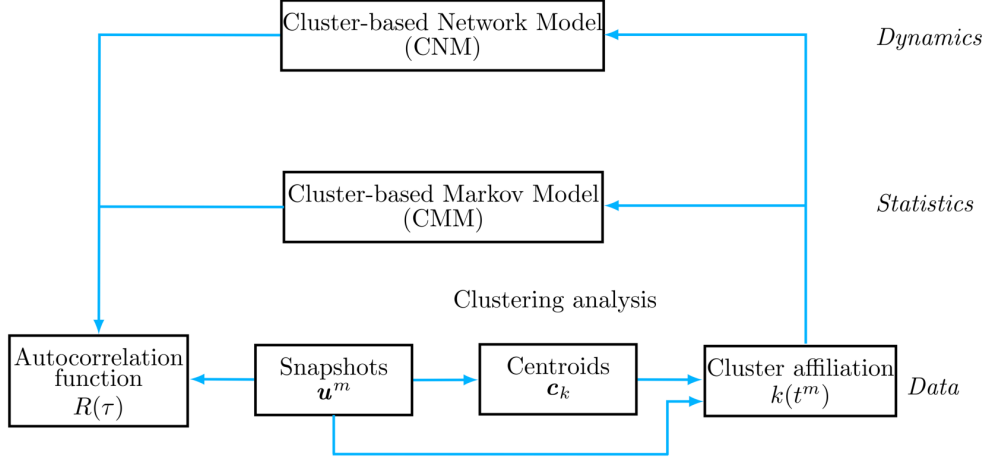 Cluster-based Network Model
(CNM)
Dynamics
Cluster-based Markov Model
(CMM)
Statistics
Clustering analysis
Autocorrelation
function
R(τ)
Snapshots
u^m
Centroids
c_k
Cluster affiliation
k(t^m)
Data